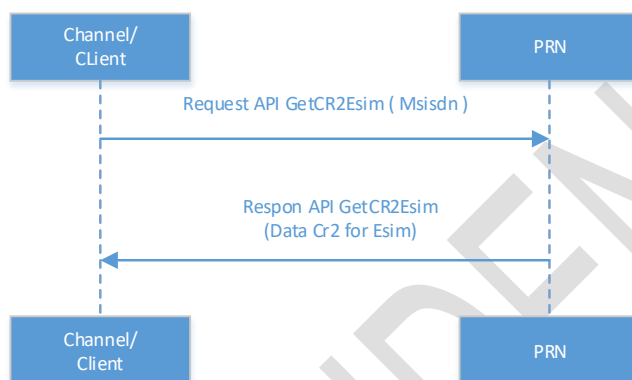 Channel/
CLient
PRN
Request API GetCR2Esim ( Msisdn )
Respon API GetCR2Esim
(Data Cr2 for Esim)
Channel/
Client
PRN